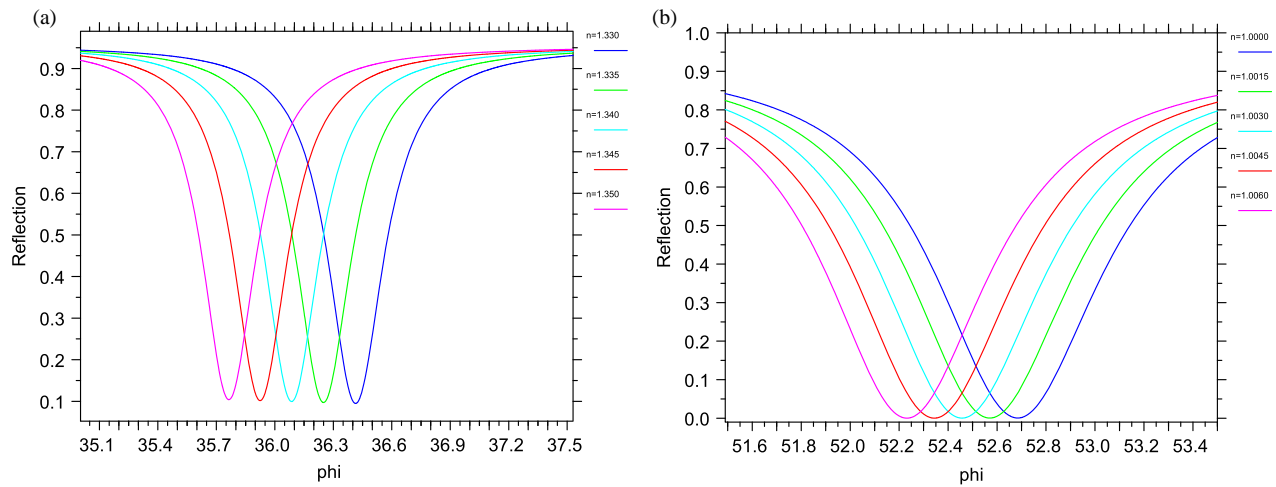 (a)
n=1.330
n=1.335
n=1.340
n=1.345
n=1.350
Reflection
0.9
0.8
0.7
0.6
0.5
0.4
0.3
0.2
0.1
35.1 35.4 35.7 36.0 36.3 36.6 36.9 37.2 37.5
phi
(b)
n=1.0000
n=1.0015
n=1.0030
n=1.0045
n=1.0060
Reflection
1.0
0.9
0.8
0.7
0.6
0.5
0.4
0.3
0.2
0.1
0.0
51.6 51.8 52.0 52.2 52.4 52.6 52.8 53.0 53.2 53.4
phi